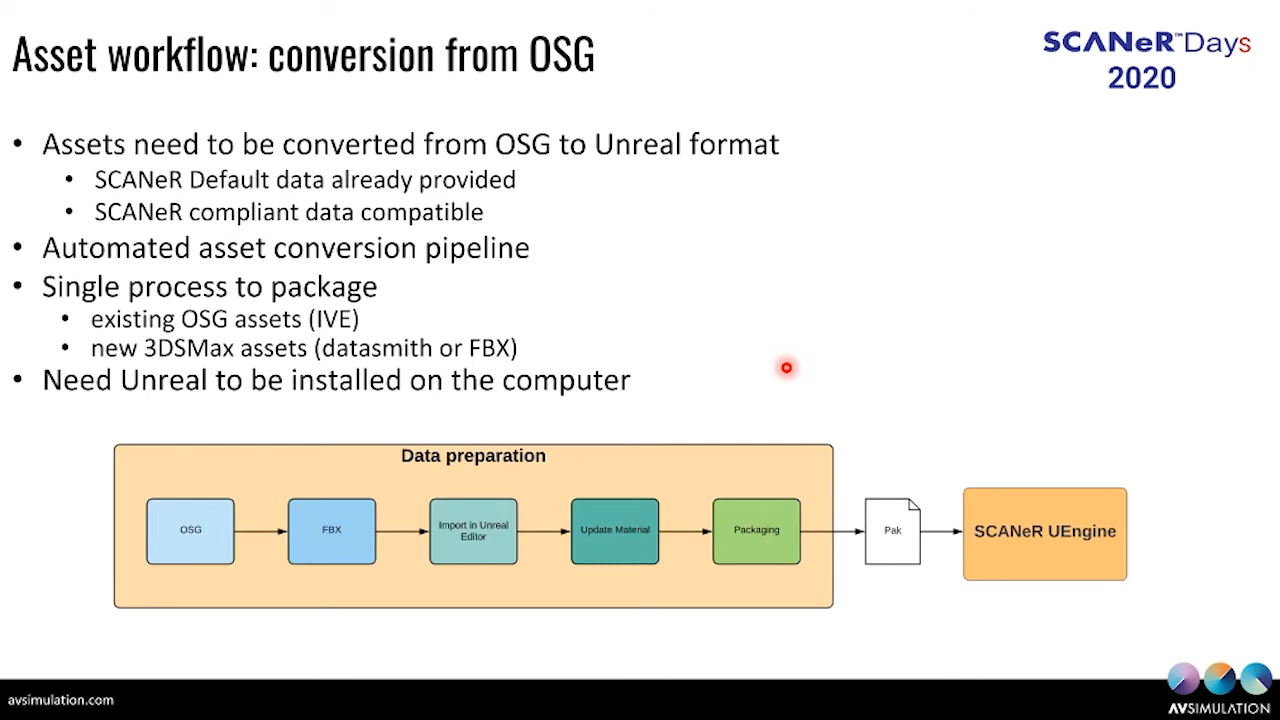 Asset workflow: conversion from OSG
SCANeR™Days
2020
• Assets need to be converted from OSG to Unreal format
• SCANeR Default data already provided
• SCANeR compliant data compatible
• Automated asset conversion pipeline
• Single process to package
• existing OSG assets (IVE)
• new 3DSMax assets (datasmith or FBX)
• Need Unreal to be installed on the computer
Data preparation
OSG
FBX
Import in Unreal
Editor
Update Material
Packaging
Pak
SCANeR UEngine
avsimulation.com
AVSIMULATION